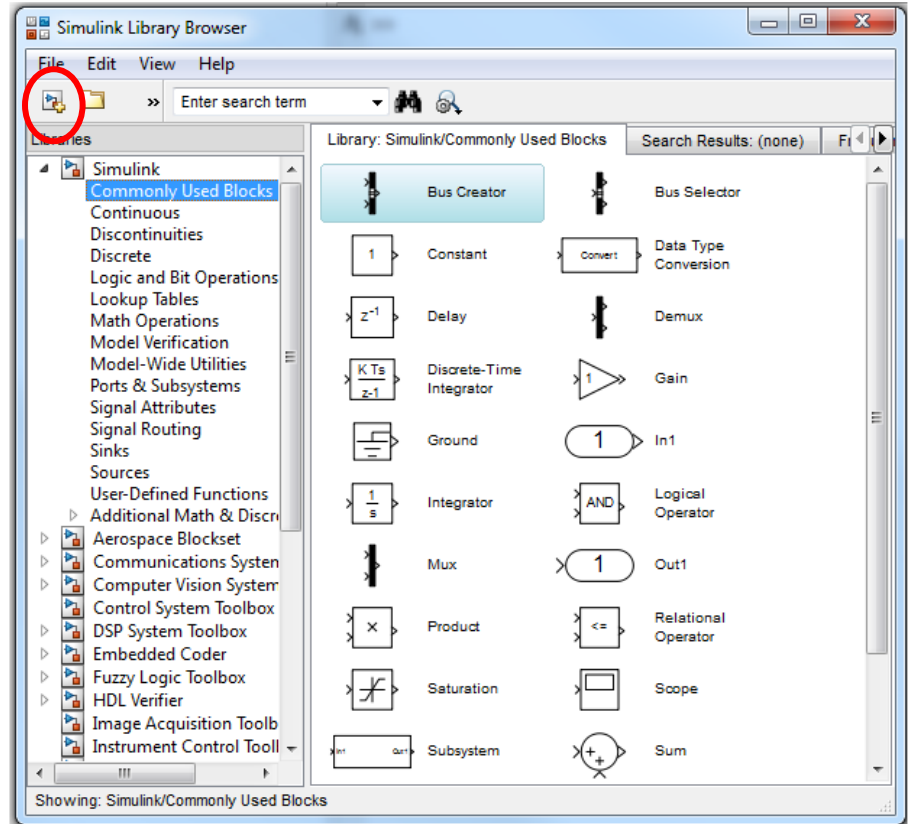 Simulink Library Browser
File Edit View Help
» Enter search term
Libraries
Library: Simulink/Commonly Used Blocks Search Results: (none)
Simulink
Commonly Used Blocks
Continuous
Discontinuities
Discrete
Logic and Bit Operations
Lookup Tables
Math Operations
Model Verification
Model-Wide Utilities
Ports & Subsystems
Signal Attributes
Signal Routing
Sinks
Sources
User-Defined Functions
Additional Math & Discr
Aerospace Blockset
Communications System
Computer Vision System
Control System Toolbox
DSP System Toolbox
Embedded Coder
Fuzzy Logic Toolbox
HDL Verifier
Image Acquisition Toolb
Instrument Control Tool
Bus Creator Bus Selector
1 Constant Convert Data Type
Conversion
z-1 Delay Demux
K Ts
z-1 Discrete-Time
Integrator 1 Gain
Ground 1 In1
1
s Integrator AND Logical
Operator
Mux 1 Out1
× Product <= Relational
Operator
Saturation Scope
In1 Out1 Subsystem + + Sum
Showing: Simulink/Commonly Used Blocks